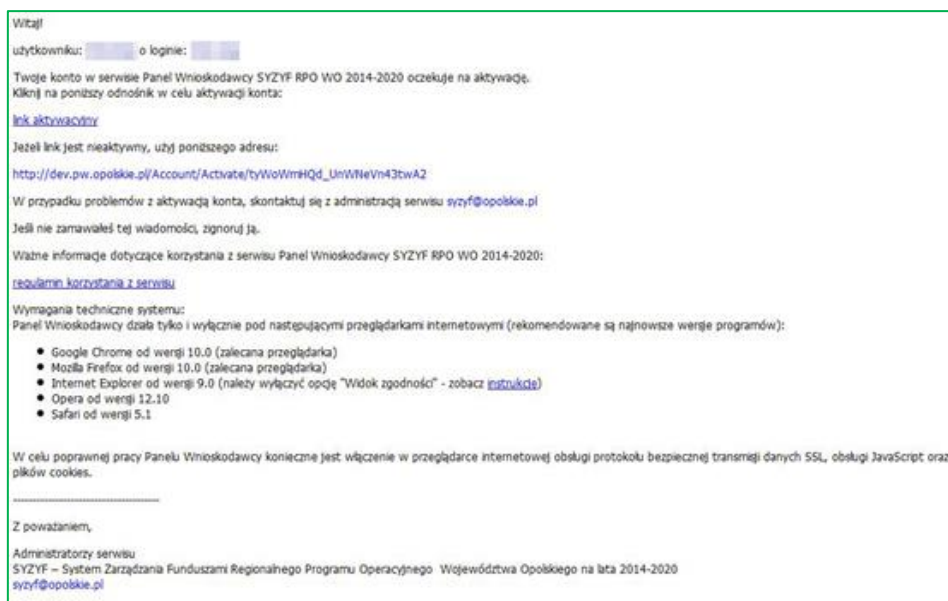 Witaj!
użytkowniku: o loginie:
Twoje konto w serwisie Panel Wnioskodawcy SYZYF RPO WO 2014-2020 oczekuje na aktywację.
Kliknij na poniższy odnośnik w celu aktywacji konta:
link aktywacyjny
Jeżeli link jest nieaktywny, użyj poniższego adresu:
http://dev.pw.opolskie.pl/Account/Activate/tyWoWmHQd_UnWNeVn43twA2
W przypadku problemów z aktywacją konta, skontaktuj się z administracją serwisu syzyf@opolskie.pl
Jeśli nie zamawiałeś tej wiadomości, zignoruj ją.
Ważne informacje dotyczące korzystania z serwisu Panel Wnioskodawcy SYZYF RPO WO 2014-2020:
regulamin korzystania z serwisu
Wymagania techniczne systemu:
Panel Wnioskodawcy działa tylko i wyłącznie pod następującymi przeglądarkami internetowymi (rekomendowane są najnowsze wersje programów):
● Google Chrome od wersji 10.0 (zalecana przeglądarka)
● Mozilla Firefox od wersji 10.0 (zalecana przeglądarka)
● Internet Explorer od wersji 9.0 (należy wyłączyć opcję "Widok zgodności" - zobacz instrukcję)
● Opera od wersji 12.10
● Safari od wersji 5.1
W celu poprawnej pracy Panelu Wnioskodawcy konieczne jest włączenie w przeglądarce internetowej obsługi protokołu bezpiecznej transmisji danych SSL, obsługi JavaScript oraz
plików cookies.
------------------------------------
Z poważaniem,
Administratorzy serwisu
SYZYF – System Zarządzania Funduszami Regionalnego Programu Operacyjnego Województwa Opolskiego na lata 2014-2020
syzyf@opolskie.pl